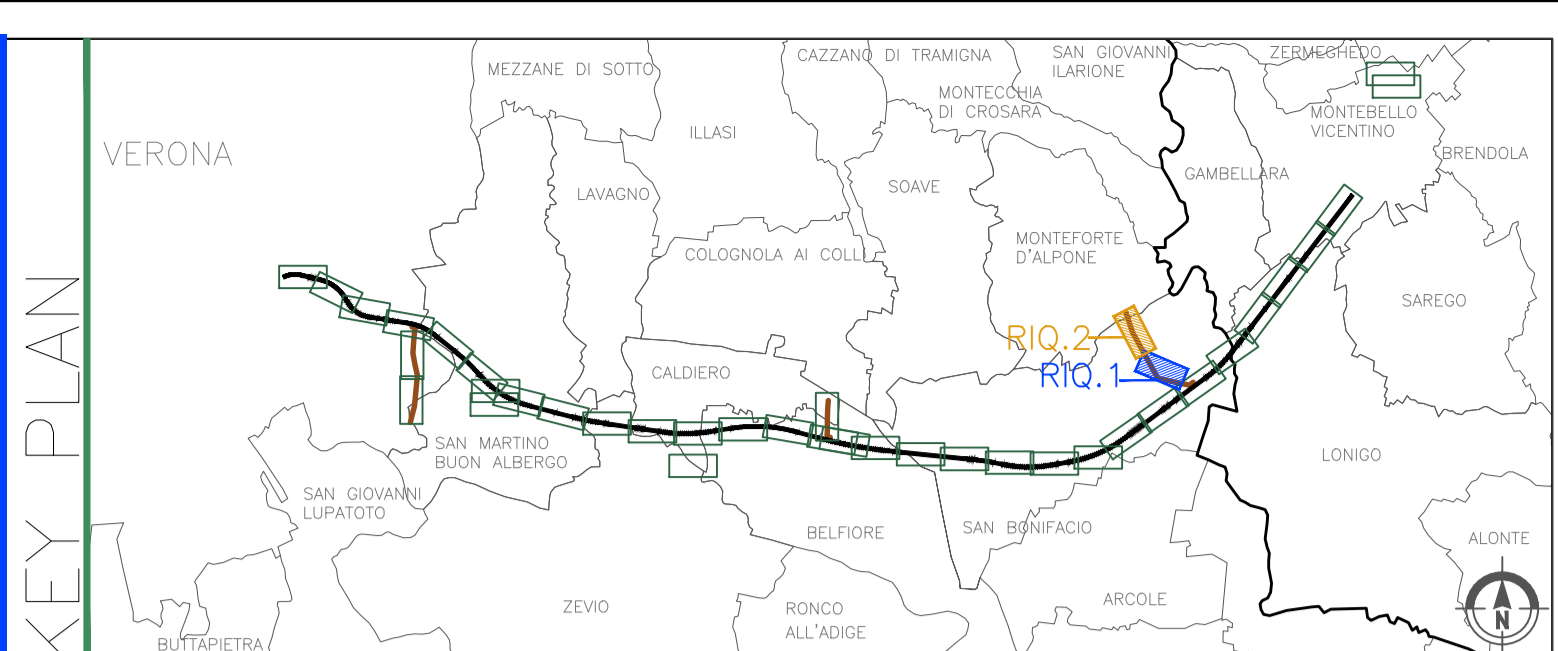 KEY PLAN
VERONA
MEZZANE DI SOTTO
CAZZANO DI TRAMIGNA
SAN GIOVANNI
ILARIONE
ZERMEGHEDO
MONTECCHIA
DI CROSARA
MONTEBELLO
VICENTINO
ILLASI
BRENDOLA
LAVAGNO
SOAVE
GAMBELLARA
COLOGNOLA AI COLLI
MONTEFORTE
D'ALPONE
SAREGO
RIQ.2
RIQ.1
CALDIERO
SAN MARTINO
BUON ALBERGO
LONIGO
SAN GIOVANNI
LUPATOTO
BELFIORE
SAN BONIFACIO
ALONTE
ZEVIO
RONCO
ALL'ADIGE
ARCOLE
N
BUTTAPIETRA